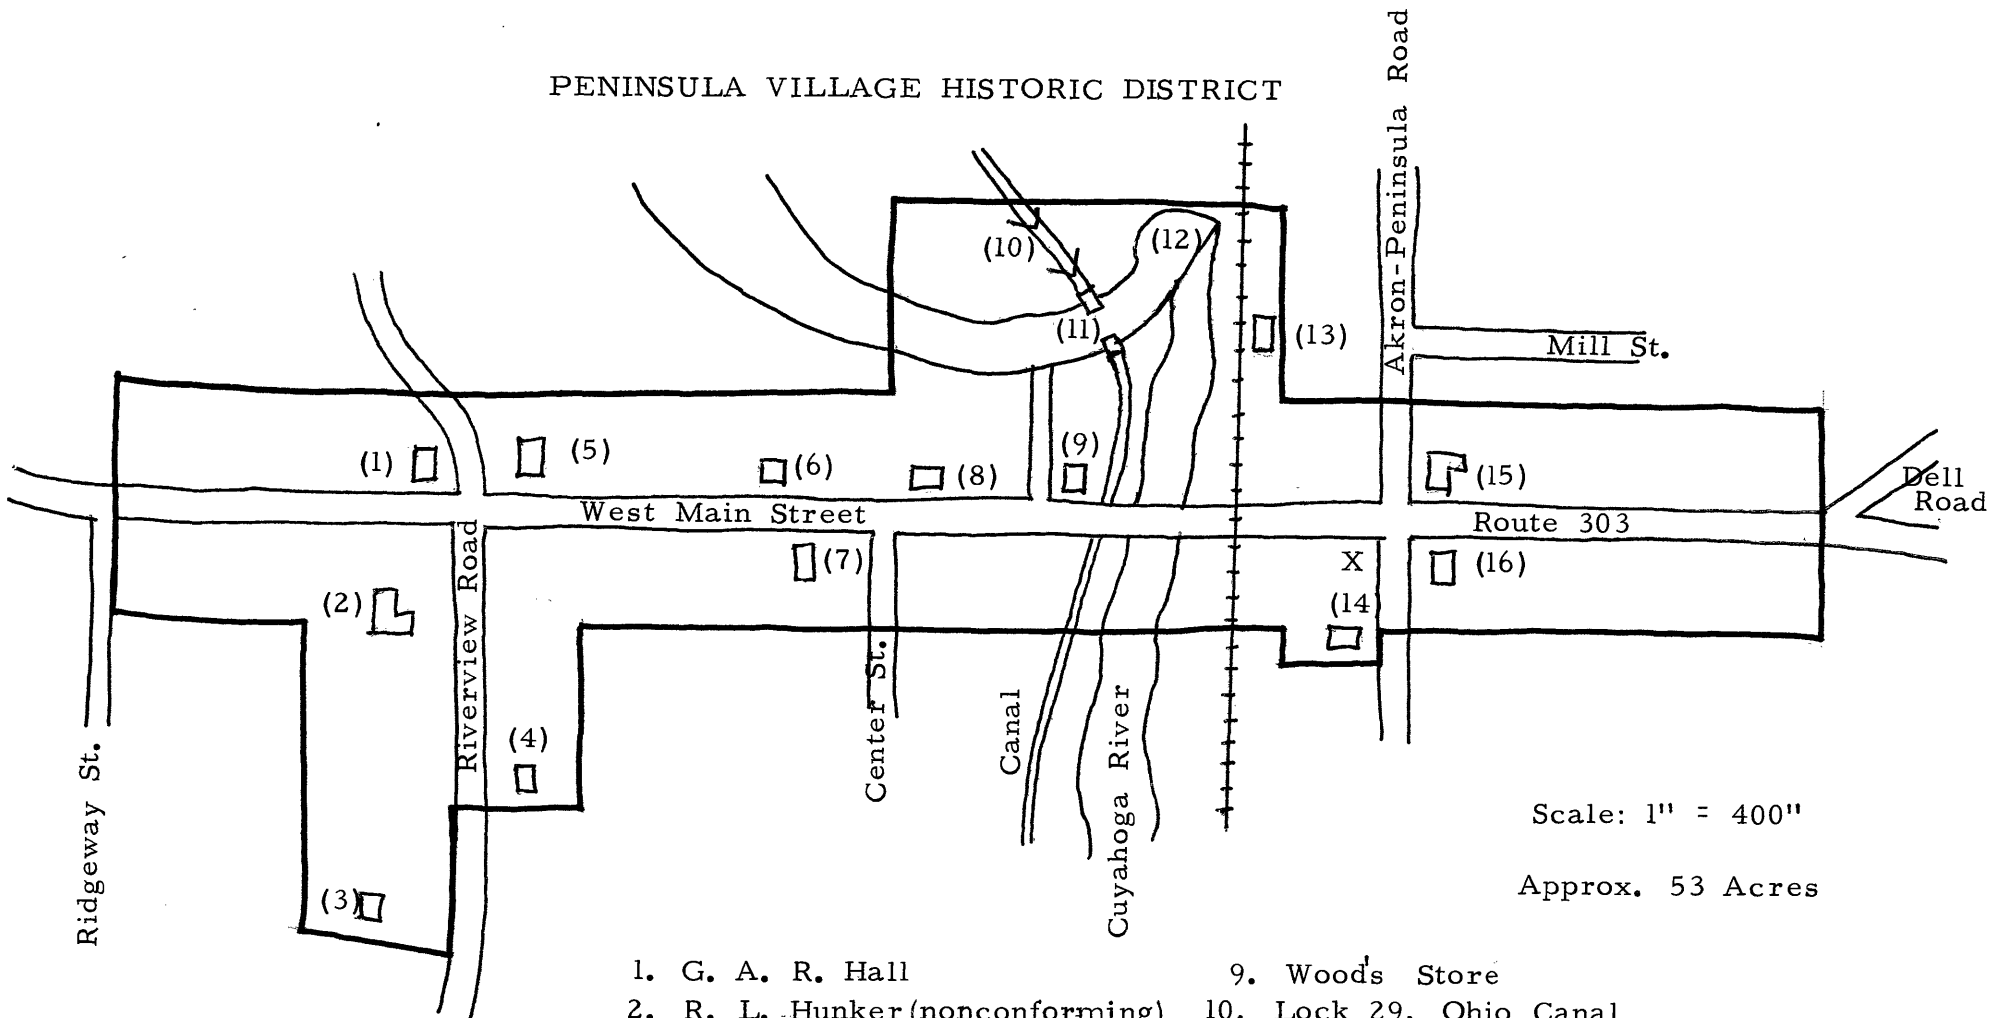 PENINSULA VILLAGE HISTORIC DISTRICT
Akron-Peninsula Road
(10)
(12)
(11)
(13)
Mill St.
(1)
(5)
(6)
(8)
(9)
(15)
Dell
Road
West Main Street
Route 303
(2)
(7)
X
(16)
(14)
Riverview Road
Center St.
Canal
Cuyahoga River
(4)
Ridgeway St.
(3)
Scale: 1" = 400"
Approx. 53 Acres
1. G. A. R. Hall
2. R. L. Hunker (nonconforming)
9. Wood's Store
10. Lock 29, Ohio Canal